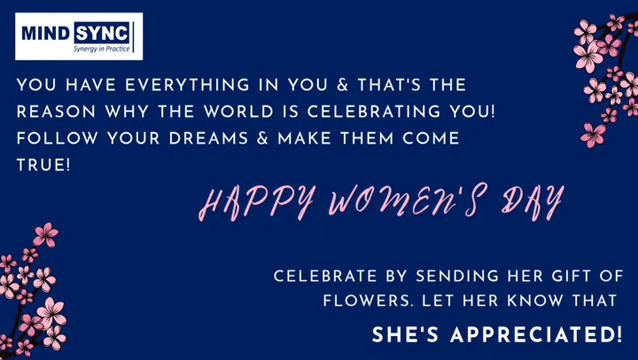 MIND SYNC
Synergy in Practice
YOU HAVE EVERYTHING IN YOU & THAT'S THE
REASON WHY THE WORLD IS CELEBRATING YOU!
FOLLOW YOUR DREAMS & MAKE THEM COME
TRUE!
HAPPY WOMEN'S DAY
CELEBRATE BY SENDING HER GIFT OF
FLOWERS. LET HER KNOW THAT
SHE'S APPRECIATED!